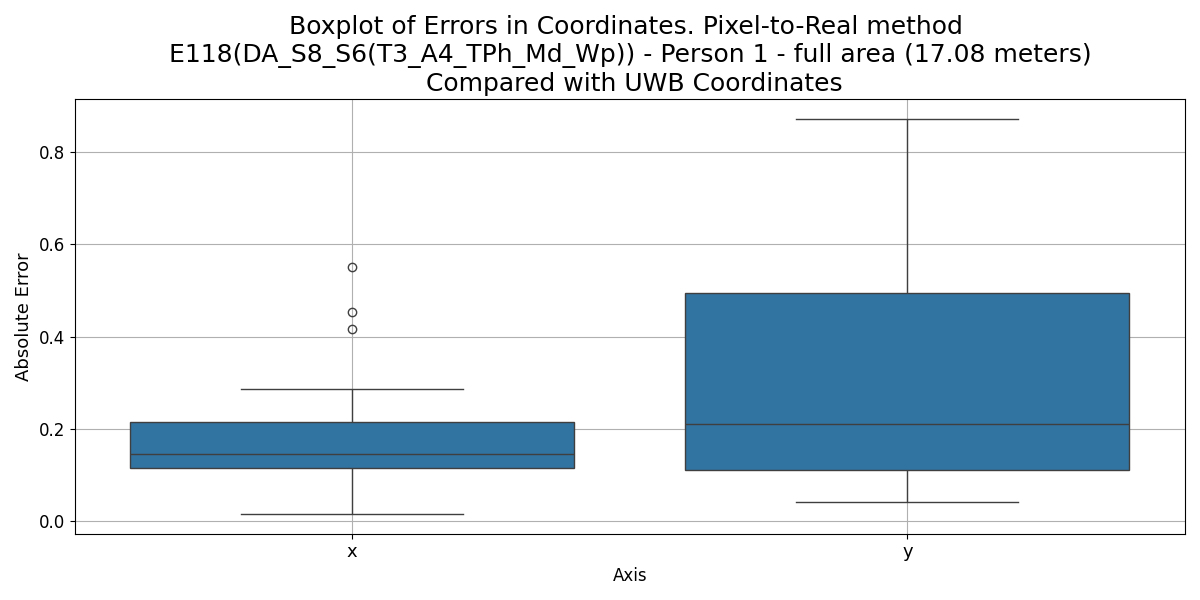 Boxplot of Errors in Coordinates. Pixel-to-Real method
E118(DA_S8_S6(T3_A4_TPh_Md_Wp)) - Person 1 - full area (17.08 meters)
Compared with UWB Coordinates
Absolute Error
0.8
0.6
0.4
0.2
0.0
x
y
Axis